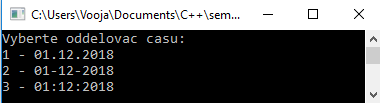 C:\Users\Vooja\Documents\C++\sem
Vyberte oddelovac casu:
1 - 01.12.2018
2 - 01-12-2018
3 - 01:12:2018